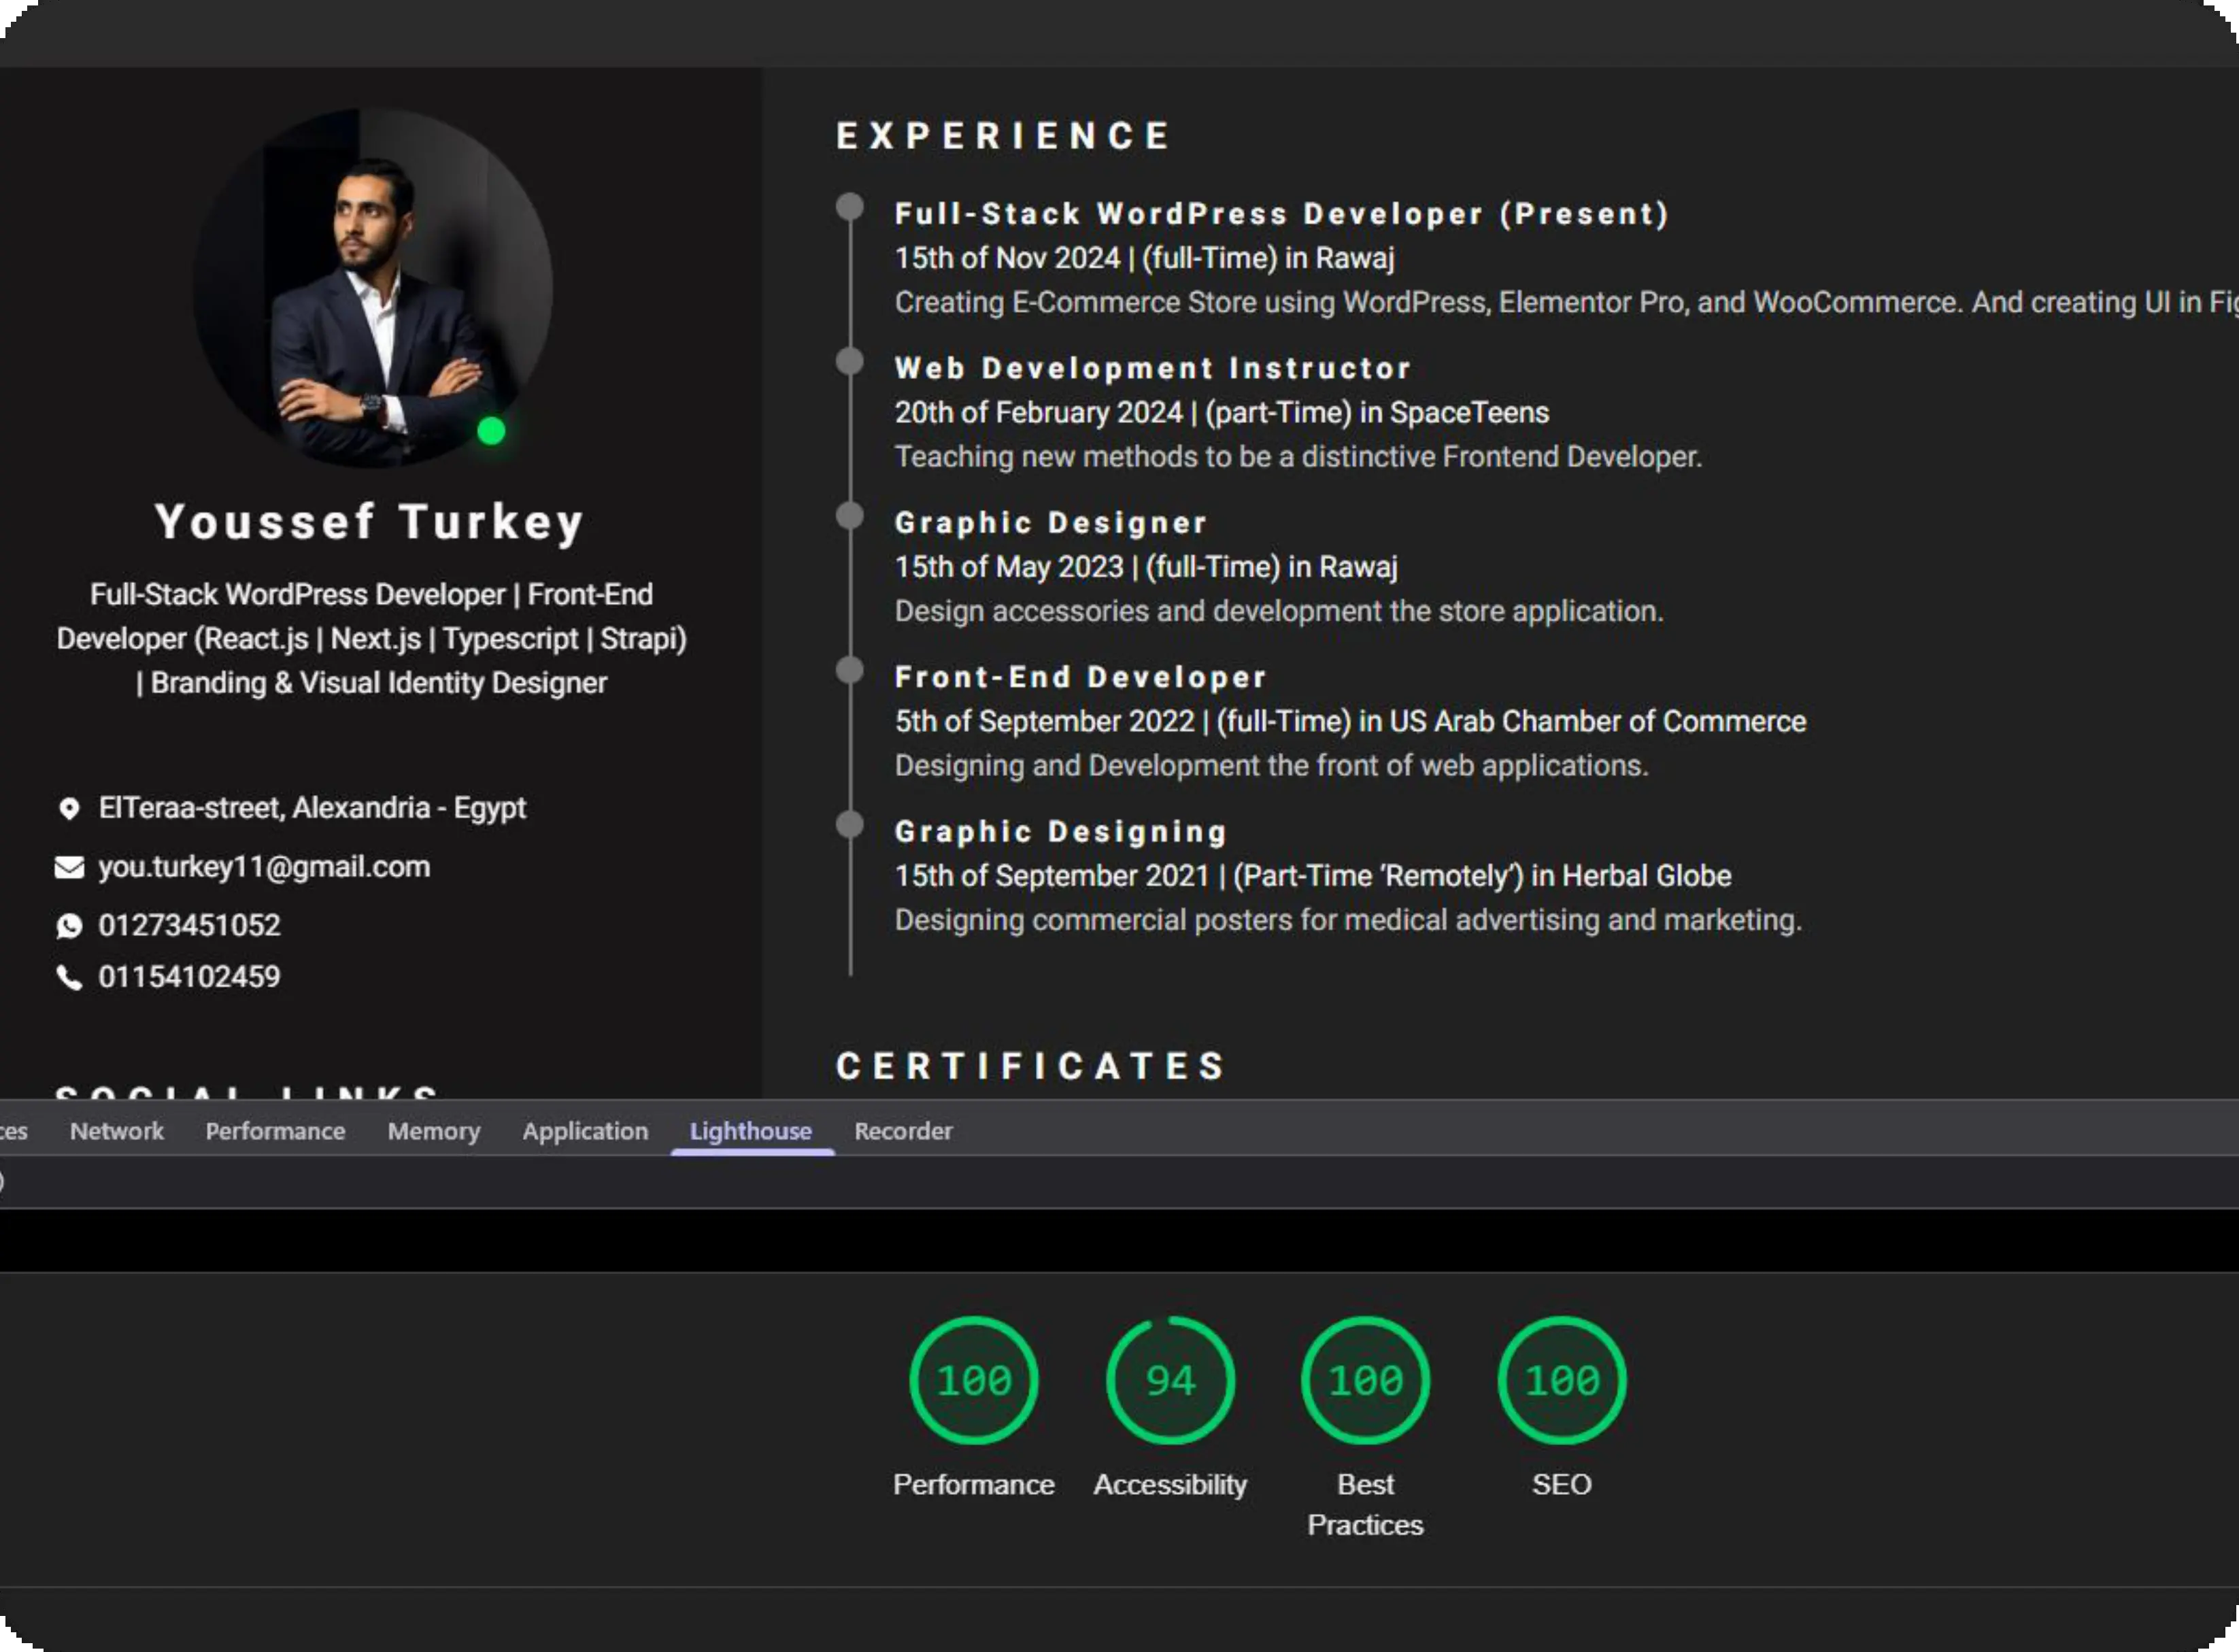 Youssef Turkey
Full-Stack WordPress Developer | Front-End
Developer (React.js | Next.js | Typescript | Strapi)
| Branding & Visual Identity Designer
ElTeraa-street, Alexandria - Egypt
you.turkey11@gmail.com
01273451052
01154102459
SOCIAL LINKS
EXPERIENCE
Full-Stack WordPress Developer (Present)
15th of Nov 2024 | (full-Time) in Rawaj
Creating E-Commerce Store using WordPress, Elementor Pro, and WooCommerce. And creating UI in
Web Development Instructor
20th of February 2024 | (part-Time) in SpaceTeens
Teaching new methods to be a distinctive Frontend Developer.
Graphic Designer
15th of May 2023 | (full-Time) in Rawaj
Design accessories and development the store application.
Front-End Developer
5th of September 2022 | (full-Time) in US Arab Chamber of Commerce
Designing and Development the front of web applications.
Graphic Designing
15th of September 2021 | (Part-Time ‘Remotely’) in Herbal Globe
Designing commercial posters for medical advertising and marketing.
CERTIFICATES
Network Performance Memory Application Lighthouse Recorder
100 94 100 100
Performance Accessibility Best SEO
Practices